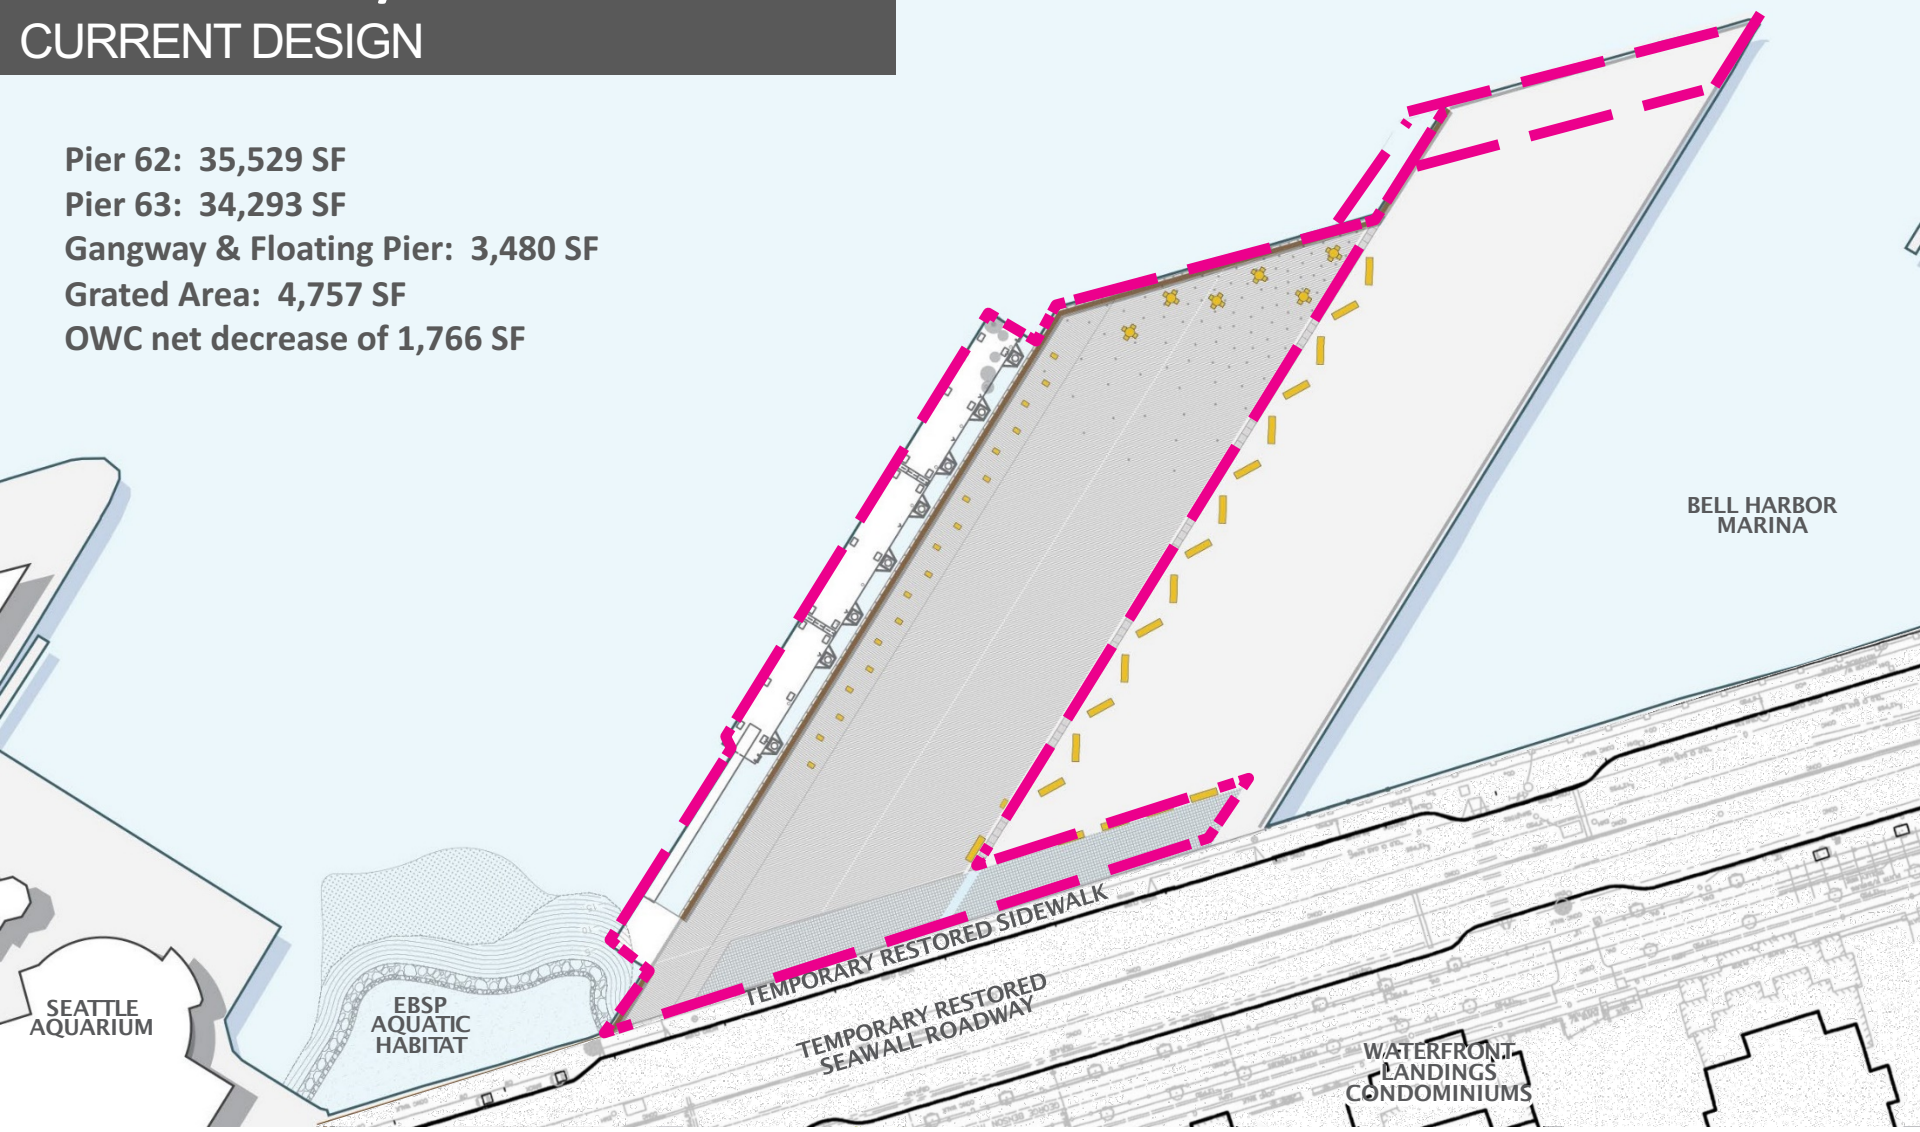 CURRENT DESIGN
Pier 62: 35,529 SF
Pier 63: 34,293 SF
Gangway & Floating Pier: 3,480 SF
Grated Area: 4,757 SF
OWC net decrease of 1,766 SF
BELL HARBOR
MARINA
TEMPORARY RESTORED SIDEWALK
TEMPORARY RESTORED
SEAWALL ROADWAY
SEATTLE
AQUARIUM
EBSP
AQUATIC
HABITAT
WATERFRONT
LANDINGS
CONDOMINIUMS